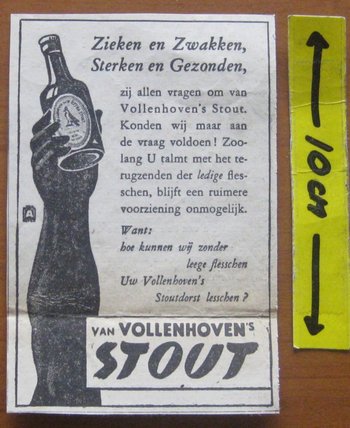 Zieken en Zwakken,
Sterken en Gezonden,
zij allen vragen om van
Vollenhoven's Stout.
Konden wij maar aan
de vraag voldoen! Zoo-
lang U talmt met het te-
rugzenden der ledige fles-
schen, blijft een ruimere
voorziening onmogelijk.
Want:
hoe kunnen wij zonder
leege flesschen
Uw Vollenhoven's
Stoutdorst lesschen?
VAN VOLLENHOVEN'S
STOUT
10cm